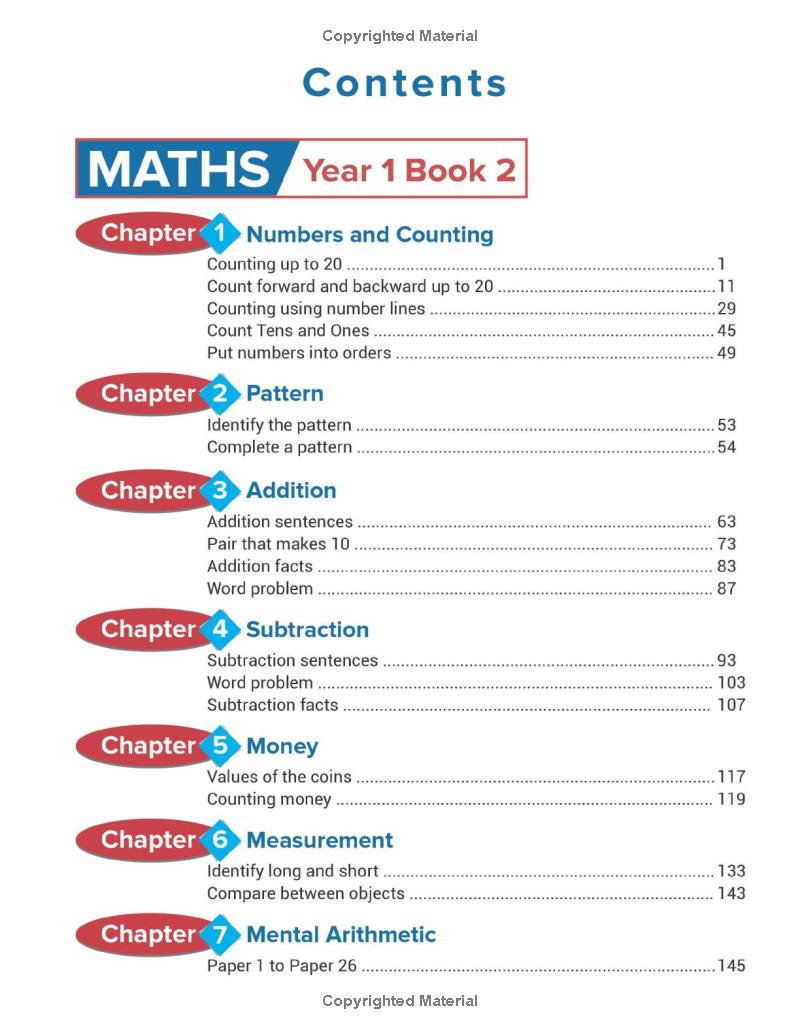 Copyrighted Material
Contents
MATHS Year 1 Book 2
Chapter 1 Numbers and Counting
Counting up to 20 ........................ 1
Count forward and backward up to 20 ........................ 11
Counting using number lines ........................ 29
Count Tens and Ones ........................ 45
Put numbers into orders ........................ 49
Chapter 2 Pattern
Identify the pattern ........................ 53
Complete a pattern ........................ 54
Chapter 3 Addition
Addition sentences ........................ 63
Pair that makes 10 ........................ 73
Addition facts ........................ 83
Word problem ........................ 87
Chapter 4 Subtraction
Subtraction sentences ........................ 93
Word problem ........................ 103
Subtraction facts ........................ 107
Chapter 5 Money
Values of the coins ........................ 117
Counting money ........................ 119
Chapter 6 Measurement
Identify long and short ........................ 133
Compare between objects ........................ 143
Chapter 7 Mental Arithmetic
Paper 1 to Paper 26 ........................ 145
Copyrighted Material